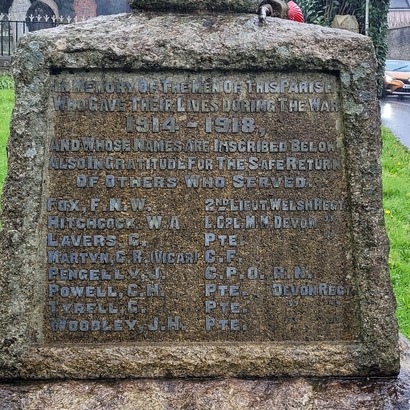 IN MEMORY OF THE MEN OF THIS PARISH
WHO GAVE THEIR LIVES DURING THE WAR
1914 - 1918,
AND WHOSE NAMES ARE INSCRIBED BELOW
ALSO IN GRATITUDE FOR THE SAFE RETURN
OF OTHERS WHO SERVED.
FOX, F. N. W. 2ND LIEUT. WELSH REGT.
HITCHCOCK, W. A. L. CPL. M. N. DEVON "
LAVERS, C. PTE. " "
MARTYN, C. R. (VICAR) C. F.
PENGELLY, J. C. P. O. R. N.
POWELL, C. H. PTE. DEVON REGT.
TYRELL, C. PTE. " "
WOODLEY, J. H. PTE. " "